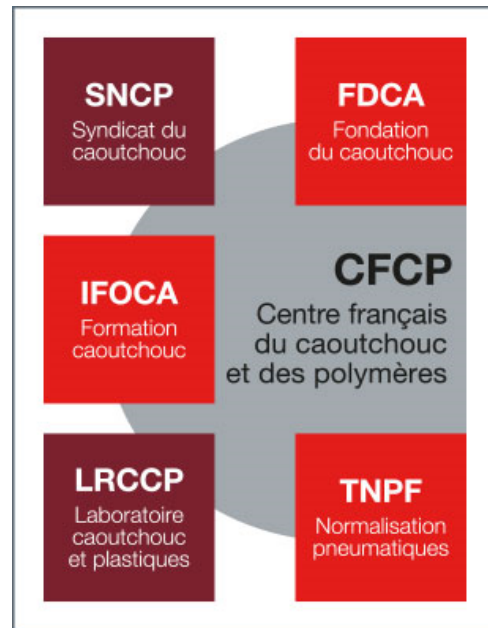 SNCP
Syndicat du
caoutchouc
FDCA
Fondation
du caoutchouc
IFOCA
Formation
caoutchouc
CFCP
Centre français
du caoutchouc
et des polymères
LRCCP
Laboratoire
caoutchouc
et plastiques
TNPF
Normalisation
pneumatiques